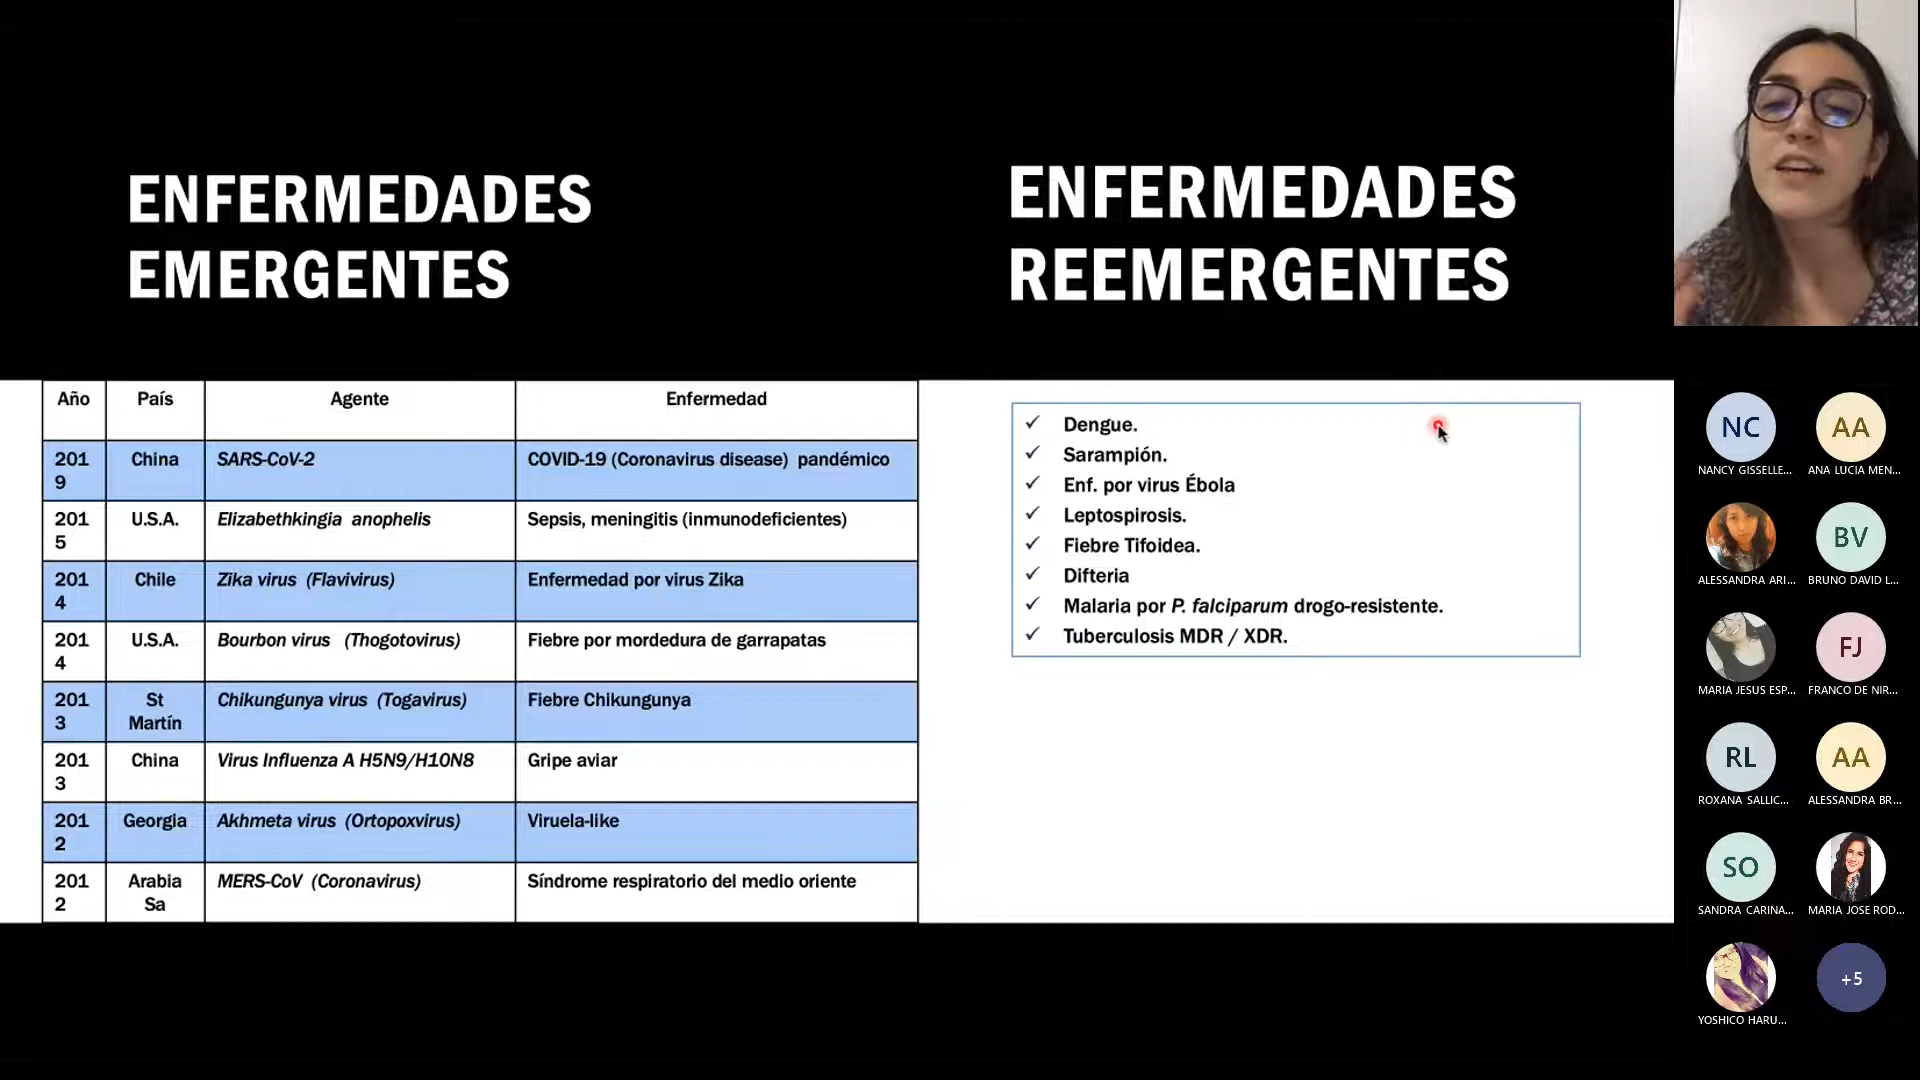 ENFERMEDADES
EMERGENTES
ENFERMEDADES
REEMERGENTES
Año País Agente Enfermedad
201
9 China SARS-CoV-2 COVID-19 (Coronavirus disease) pandémico
201
5 U.S.A. Elizabethkingia anophelis Sepsis, meningitis (inmunodeficientes)
201
4 Chile Zika virus (Flavivirus) Enfermedad por virus Zika
201
4 U.S.A. Bourbon virus (Thogotovirus) Fiebre por mordedura de garrapatas
201
3 St
Martín Chikungunya virus (Togavirus) Fiebre Chikungunya
201
3 China Virus Influenza A H5N9/H10N8 Gripe aviar
201
2 Georgia Akhmeta virus (Ortopoxvirus) Viruela-like
201
2 Arabia
Sa MERS-CoV (Coronavirus) Síndrome respiratorio del medio oriente
✓ Dengue.
✓ Sarampión.
✓ Enf. por virus Ébola
✓ Leptospirosis.
✓ Fiebre Tifoidea.
✓ Difteria
✓ Malaria por P. falciparum drogo-resistente.
✓ Tuberculosis MDR / XDR.
NC AA
NANCY GISSELLE... ANA LUCIA MEN...
BV
ALESSANDRA ARI... BRUNO DAVID L...
FJ
MARIA JESUS ESP... FRANCO DE NIR...
RL AA
ROXANA SALLIC... ALESSANDRA BR...
SO
SANDRA CARINA... MARIA JOSE ROD...
+5
YOSHICO HARU...